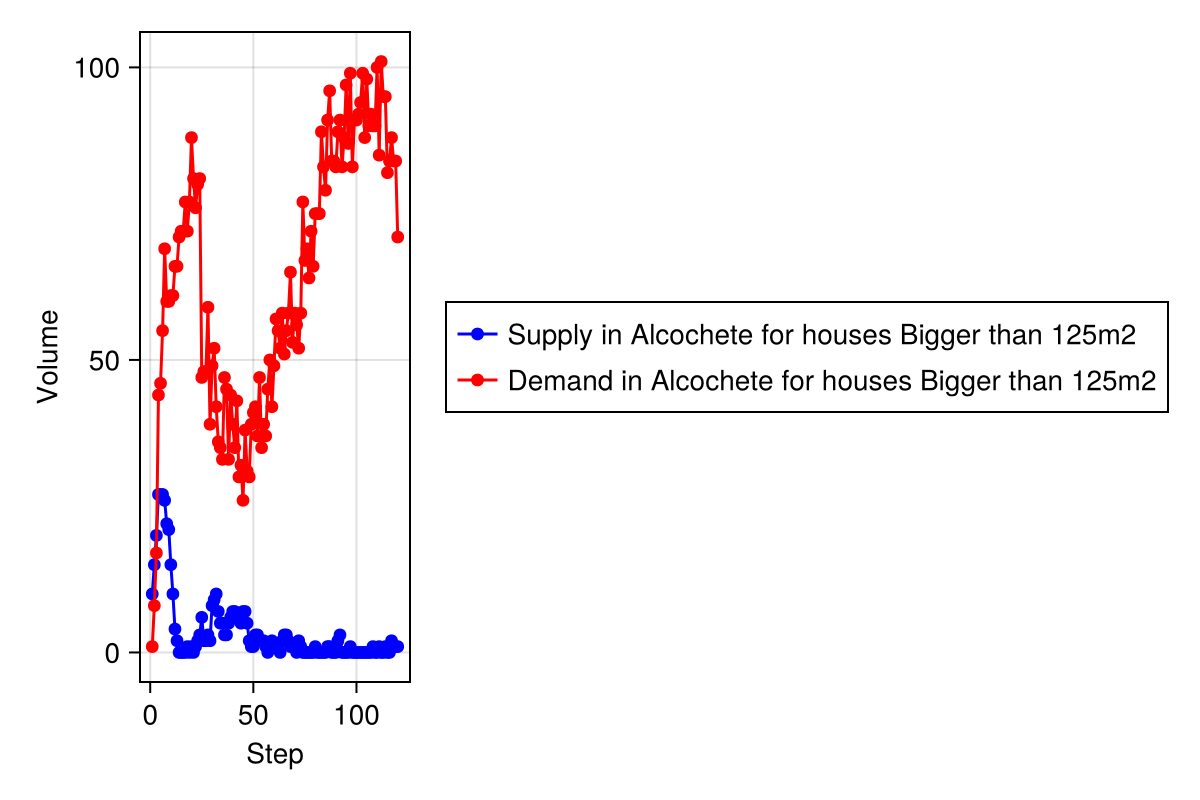 100
50
0
Volume
0 50 100
Step
Supply in Alcochete for houses Bigger than 125m2
Demand in Alcochete for houses Bigger than 125m2